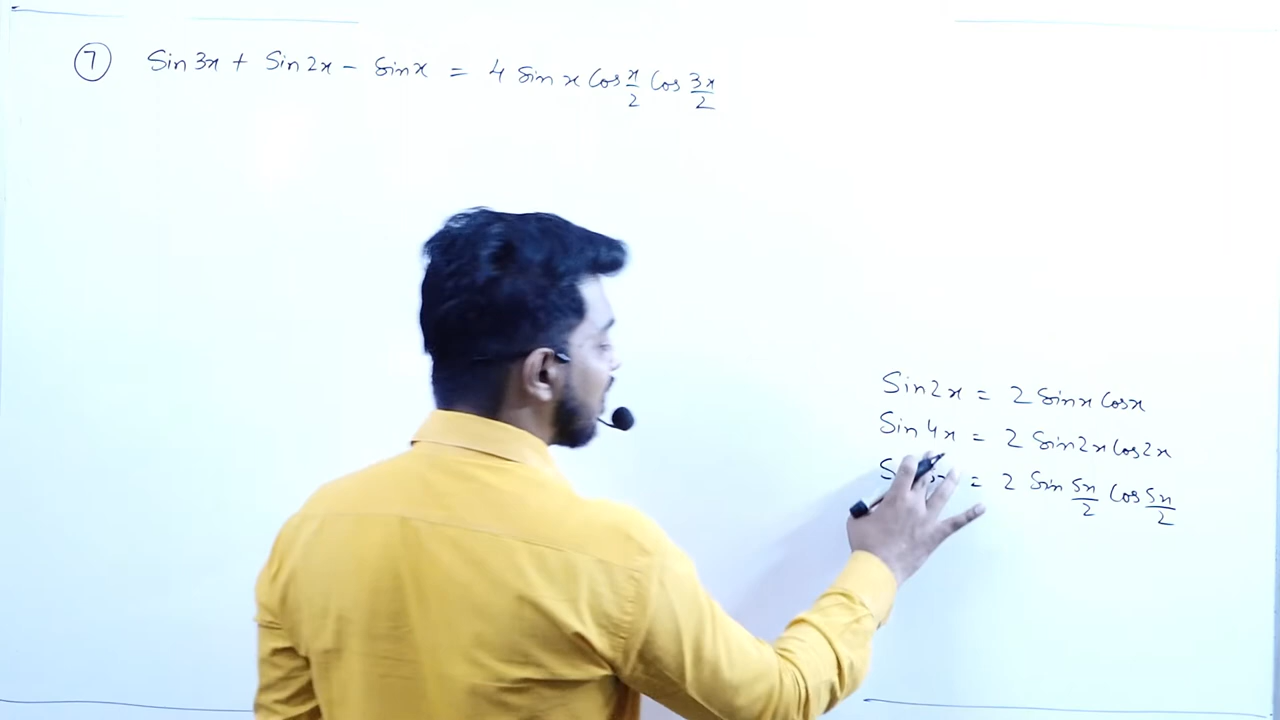 7 Sin 3x + Sin 2x - Sin x = 4 Sin x Cos x/2 Cos 3x/2
Sin 2x = 2 Sin x Cos x
Sin 4x = 2 Sin 2x Cos 2x
= 2 Sin 5x/2 Cos 5x/2